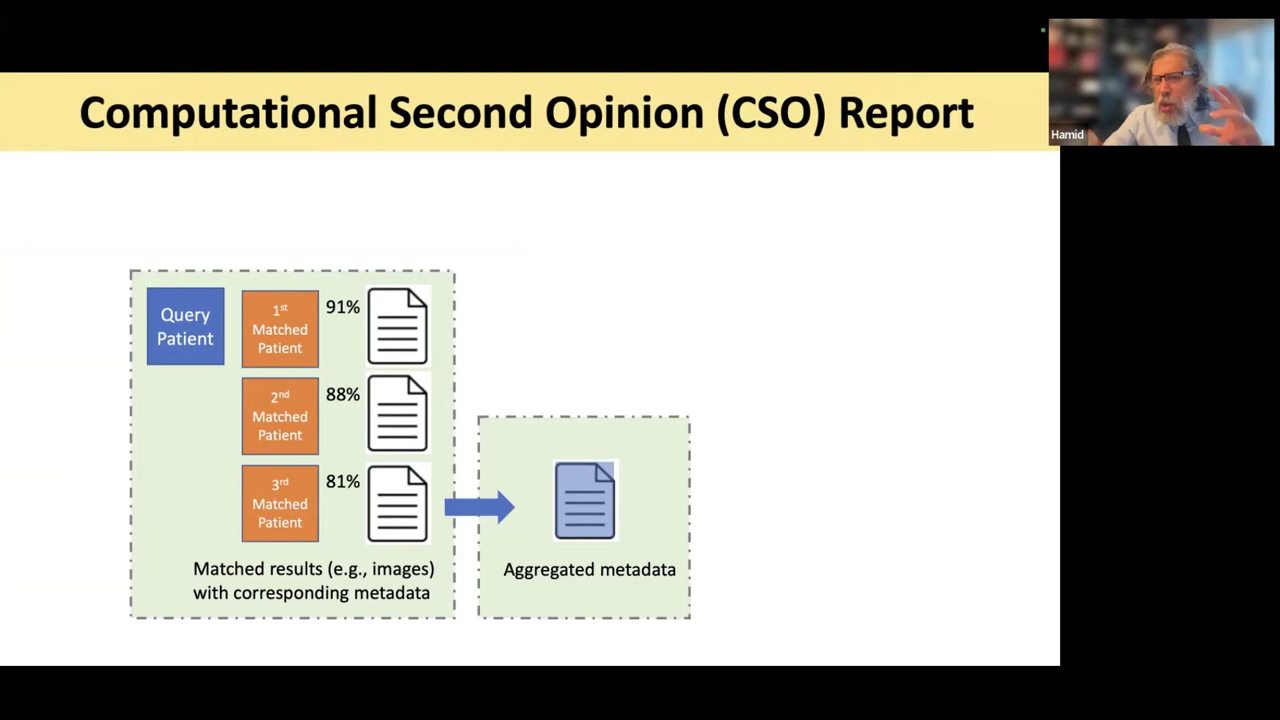 Computational Second Opinion (CSO) Report
Hamid
Query
Patient
1st
Matched
Patient
91%
2nd
Matched
Patient
88%
3rd
Matched
Patient
81%
Matched results (e.g., images)
with corresponding metadata
Aggregated metadata